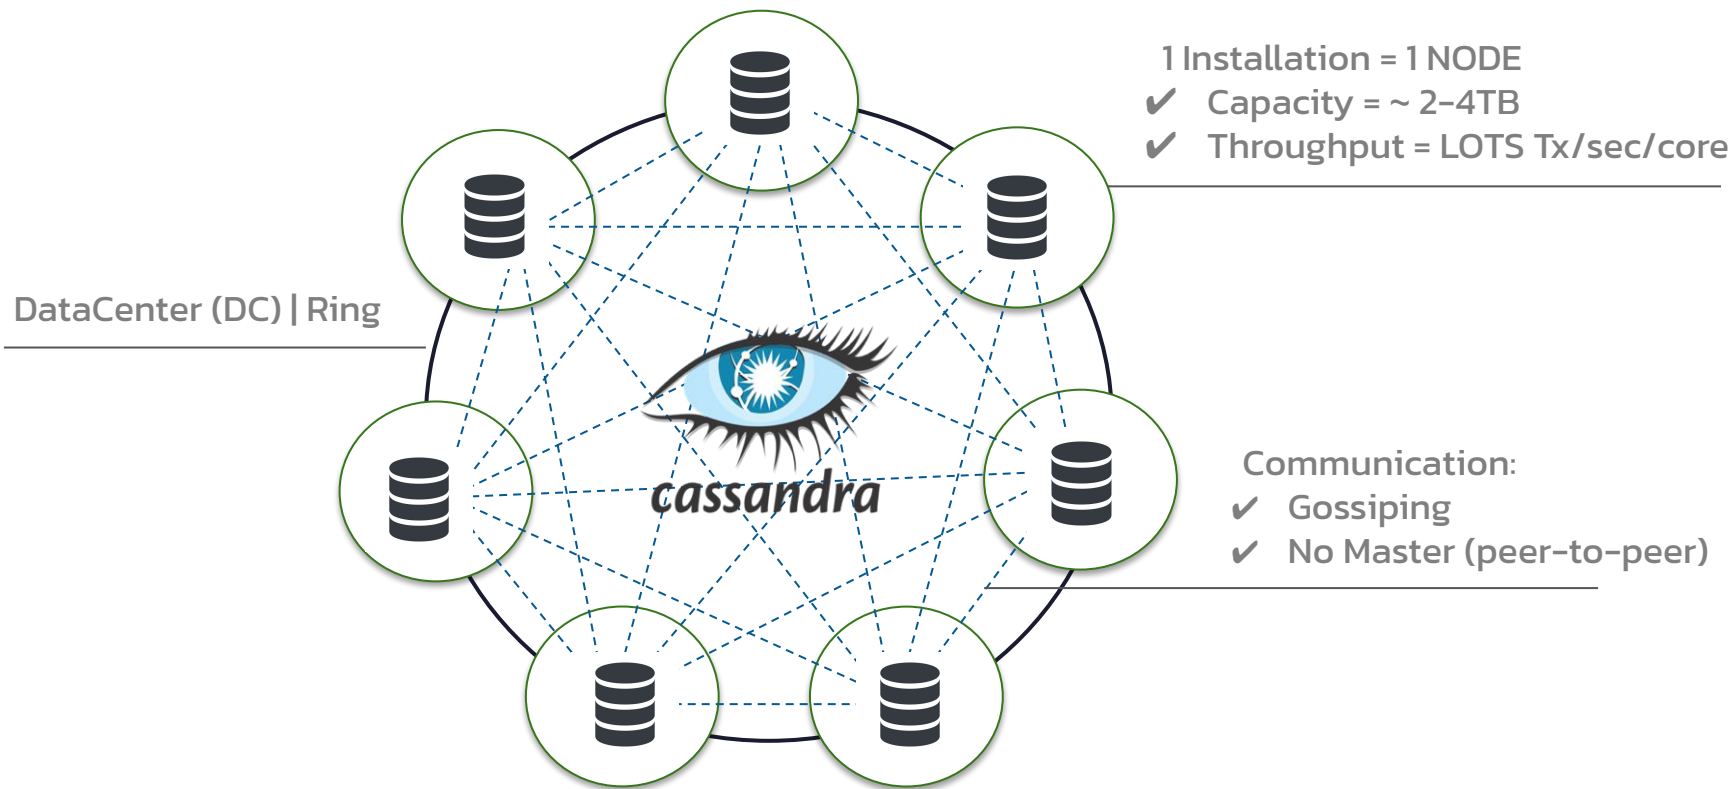 1 Installation = 1 NODE
✔ Capacity = ~ 2-4TB
✔ Throughput = LOTS Tx/sec/core
DataCenter (DC) | Ring
cassandra
Communication:
✔ Gossiping
✔ No Master (peer-to-peer)